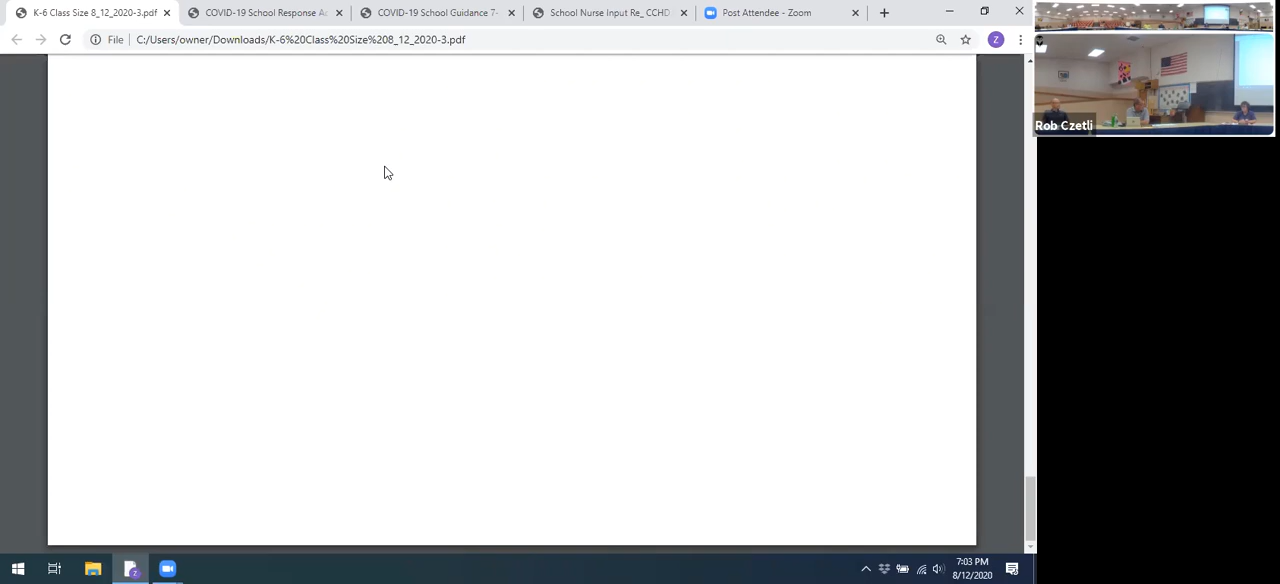 K-6 Class Size 8_12_2020-3.pdf
COVID-19 School Response Ac
COVID-19 School Guidance 7-
School Nurse Input Re_ CCHD
Post Attendee - Zoom
File
C:/Users/owner/Downloads/K-6%20Class%20Size%208_12_2020-3.pdf
Z
Rob Czetli
Z
7:03 PM
8/12/2020